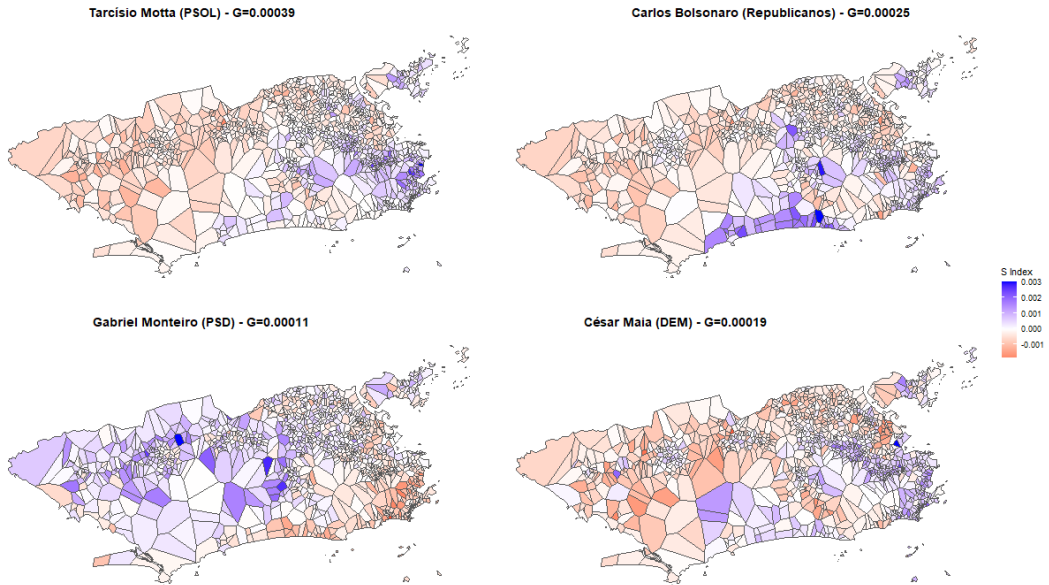 Tarcísio Motta (PSOL) - G=0.00039
Carlos Bolsonaro (Republicanos) - G=0.00025
S Index
0.003
0.002
0.001
0.000
-0.001
Gabriel Monteiro (PSD) - G=0.00011
César Maia (DEM) - G=0.00019